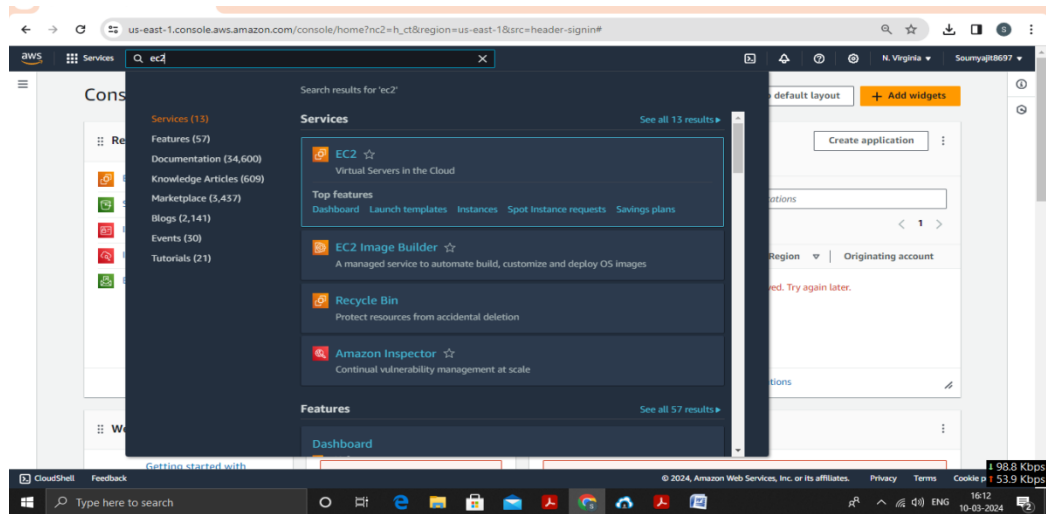 us-east-1.console.aws.amazon.com/console/home?nc2=h_ct&region=us-east-1&src=header-signin#
S
aws
Services
ec2
N. Virginia
Soumyajit8697
Cons
Search results for 'ec2'
default layout
+ Add widgets
Services (13)
Features (57)
Documentation (34,600)
Knowledge Articles (609)
Marketplace (3,437)
Blogs (2,141)
Events (30)
Tutorials (21)
Services
See all 13 results
EC2
Virtual Servers in the Cloud
Top features
Dashboard Launch templates Instances Spot Instance requests Savings plans
EC2 Image Builder
A managed service to automate build, customize and deploy OS images
Recycle Bin
Protect resources from accidental deletion
Amazon Inspector
Continual vulnerability management at scale
Features
See all 57 results
Dashboard
Re
Create application
ations
1
Region
Originating account
ved. Try again later.
tions
We
Getting started with
CloudShell Feedback
© 2024, Amazon Web Services, Inc. or its affiliates. Privacy Terms Cookie p
98.8 Kbps
53.9 Kbps
Type here to search
ENG
16:12
10-03-2024
2